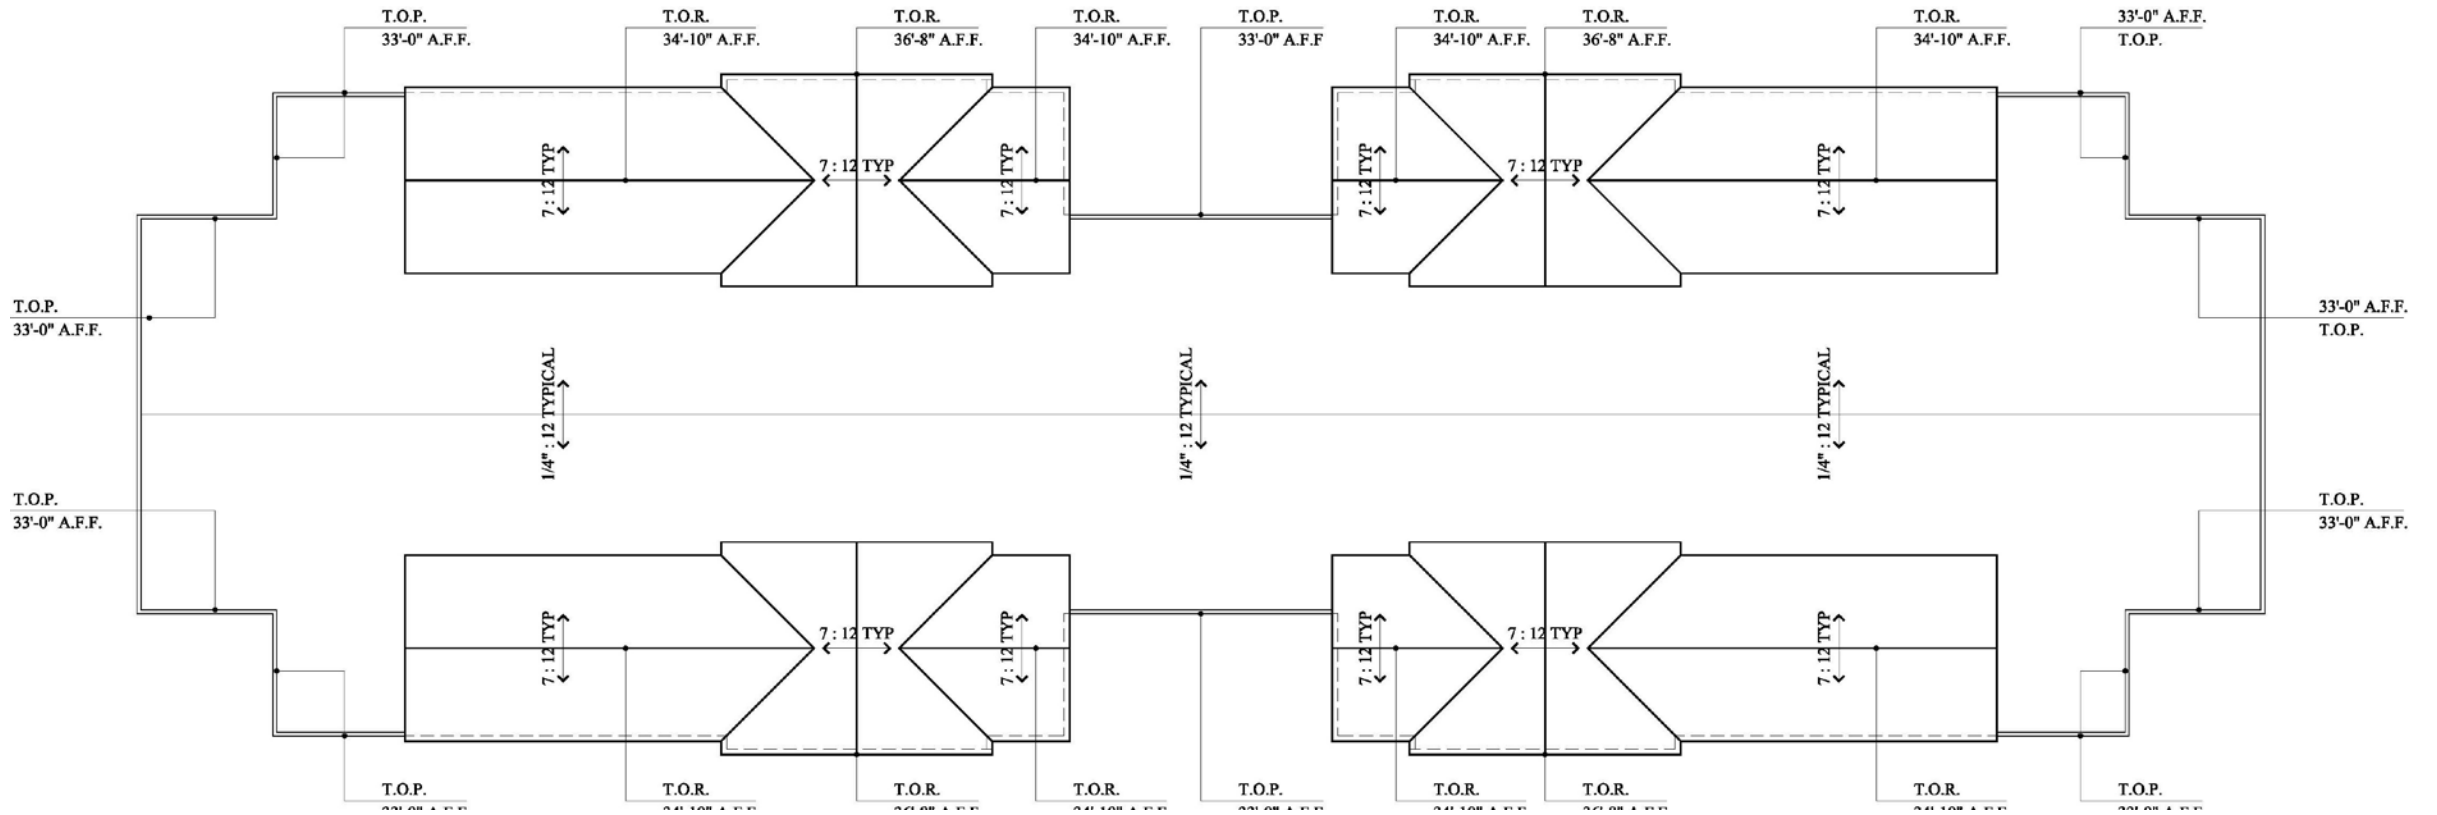 T.O.P.
33'-0" A.F.F.
T.O.R.
34'-10" A.F.F.
T.O.R.
36'-8" A.F.F.
T.O.R.
34'-10" A.F.F.
T.O.P.
33'-0" A.F.F
T.O.R.
34'-10" A.F.F.
T.O.R.
36'-8" A.F.F.
T.O.R.
34'-10" A.F.F.
33'-0" A.F.F.
T.O.P.
7 : 12 TYP
7 : 12 TYP
7 : 12 TYP
7 : 12 TYP
7 : 12 TYP
7 : 12 TYP
T.O.P.
33'-0" A.F.F.
33'-0" A.F.F.
T.O.P.
1/4" : 12 TYPICAL
1/4" : 12 TYPICAL
1/4" : 12 TYPICAL
T.O.P.
33'-0" A.F.F.
T.O.P.
33'-0" A.F.F.
7 : 12 TYP
7 : 12 TYP
7 : 12 TYP
7 : 12 TYP
7 : 12 TYP
7 : 12 TYP
T.O.P.
T.O.R.
T.O.R.
T.O.R.
T.O.P.
T.O.R.
T.O.R.
T.O.R.
T.O.P.